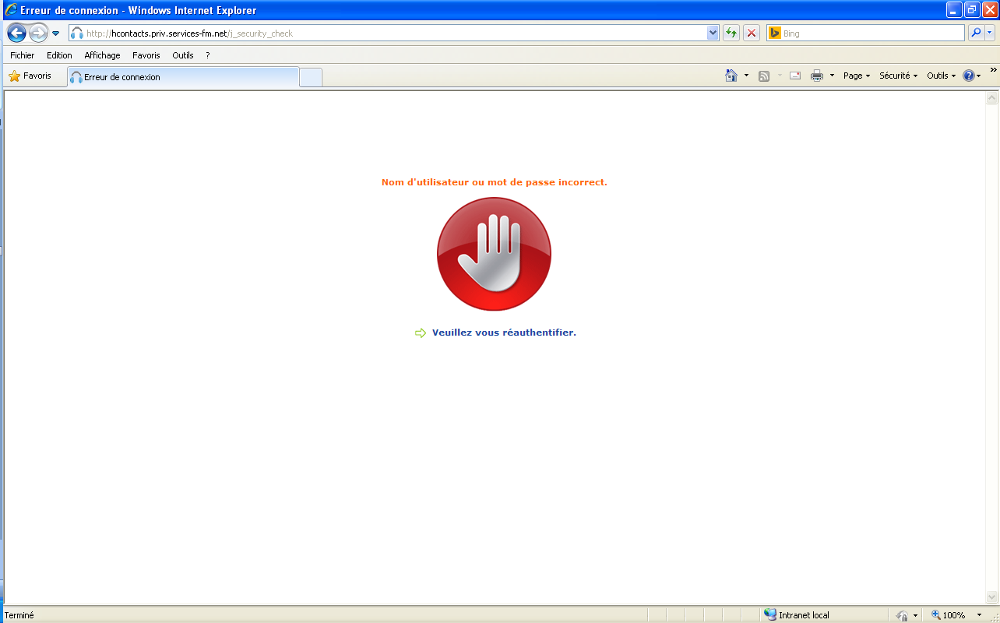 Erreur de connexion - Windows Internet Explorer
http://hcontacts.priv.services-fm.net/j_security_check
Bing
Fichier Edition Affichage Favoris Outils ?
Favoris Erreur de connexion Page Sécurité Outils »
Nom d'utilisateur ou mot de passe incorrect.
Veuillez vous réauthentifier.
Terminé Intranet local 100%